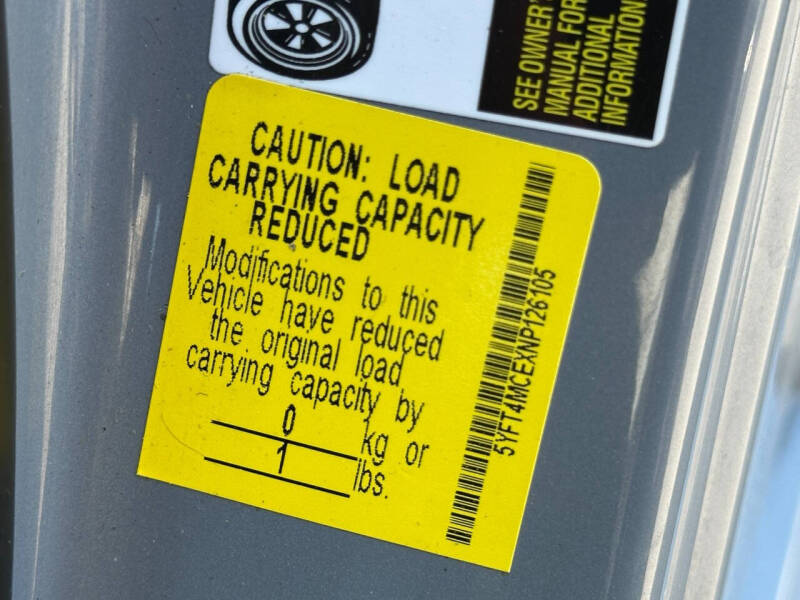 SEE OWNER'S
MANUAL FOR
ADDITIONAL
INFORMATION
CAUTION: LOAD
CARRYING CAPACITY
REDUCED
Modifications to this
Vehicle have reduced
the original load
carrying capacity by
0 kg or
1 lbs.
5YFT4MCEXNP126105